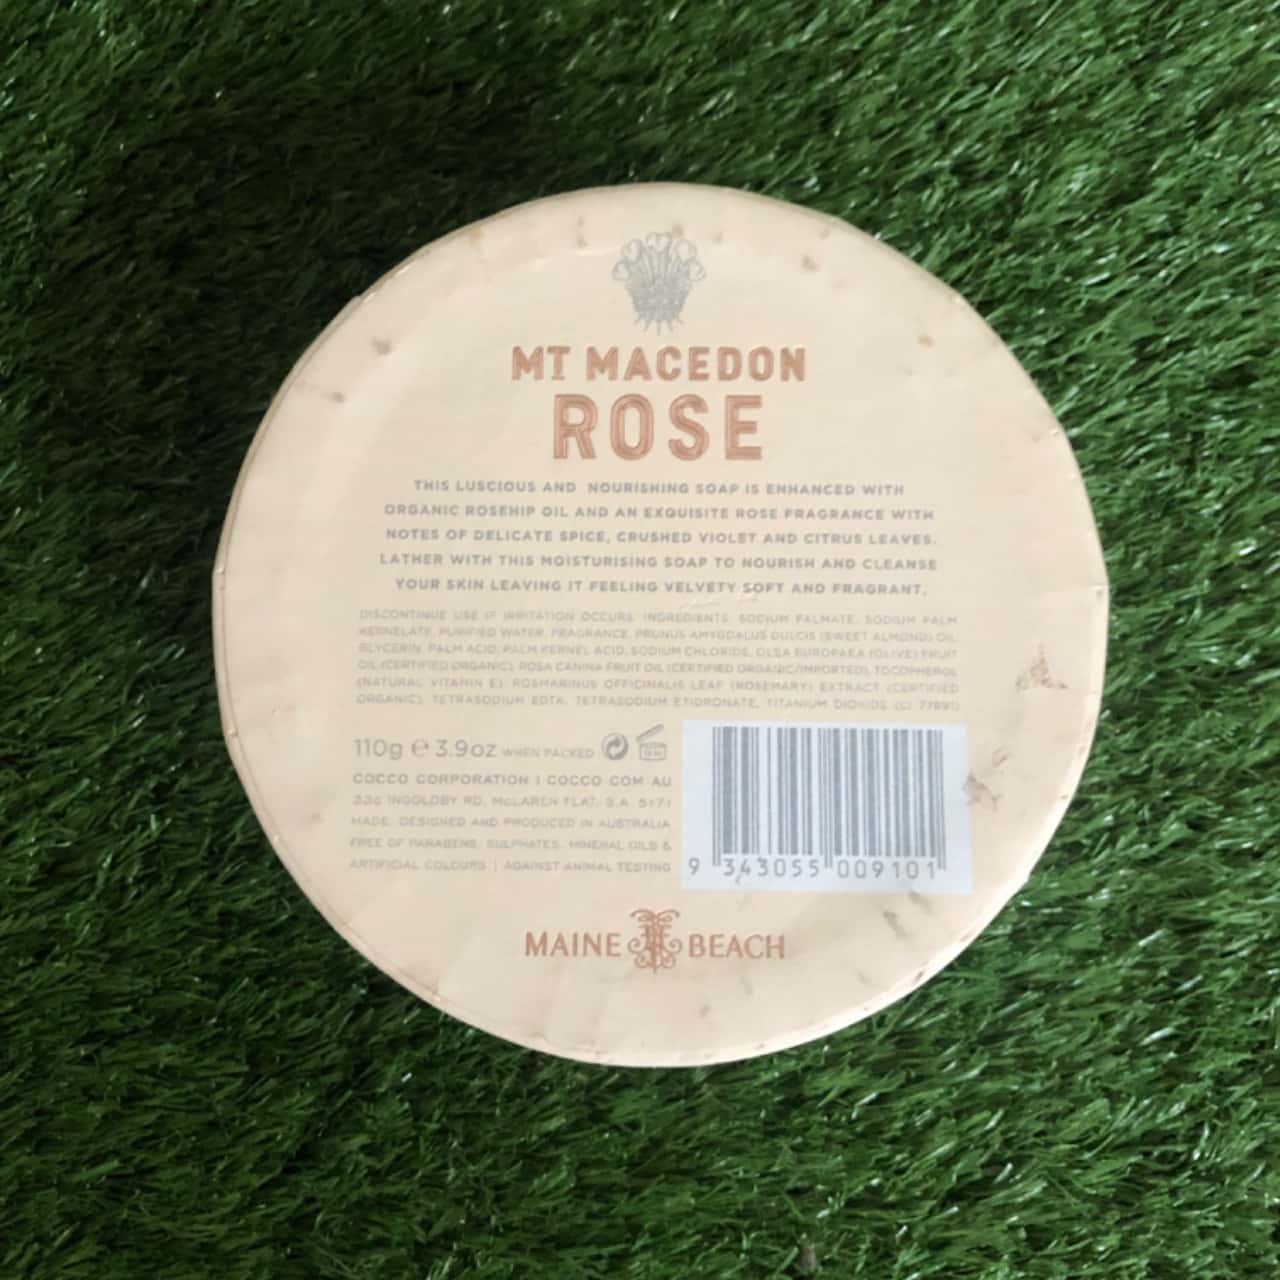 MT MACEDON
ROSE
THIS LUSCIOUS AND NOURISHING SOAP IS ENHANCED WITH
ORGANIC ROSEHIP OIL AND AN EXQUISITE ROSE FRAGRANCE WITH
NOTES OF DELICATE SPICE, CRUSHED VIOLET AND CITRUS LEAVES.
LATHER WITH THIS MOISTURISING SOAP TO NOURISH AND CLEANSE
YOUR SKIN LEAVING IT FEELING VELVETY SOFT AND FRAGRANT.
DISCONTINUE USE IF IRRITATION OCCURS. INGREDIENTS: SODIUM PALMATE, SODIUM PALM
KERNELATE, PURIFIED WATER, FRAGRANCE, PRUNUS AMYGDALUS DULCIS (SWEET ALMOND) OIL,
GLYCERIN, PALM ACID, PALM KERNEL ACID, SODIUM CHLORIDE, OLEA EUROPAEA (OLIVE) FRUIT
OIL (CERTIFIED ORGANIC), ROSA CANINA FRUIT OIL (CERTIFIED ORGANIC/IMPORTED), TOCOPHEROL
(NATURAL VITAMIN E), ROSMARINUS OFFICINALIS LEAF (ROSEMARY) EXTRACT (CERTIFIED
ORGANIC), TETRASODIUM EDTA, TETRASODIUM ETIDRONATE, TITANIUM DIOXIDE (CI 77891)
110g e 3.9oz WHEN PACKED
COCCO CORPORATION | COCCO.COM.AU
INGOLDBY RD, McLAREN FLAT, S.A. 5171
MADE, DESIGNED AND PRODUCED IN AUSTRALIA
FREE OF PARABENS, SULPHATES, MINERAL OILS &
ARTIFICIAL COLOURS | AGAINST ANIMAL TESTING
9 343055 009101
MAINE BEACH